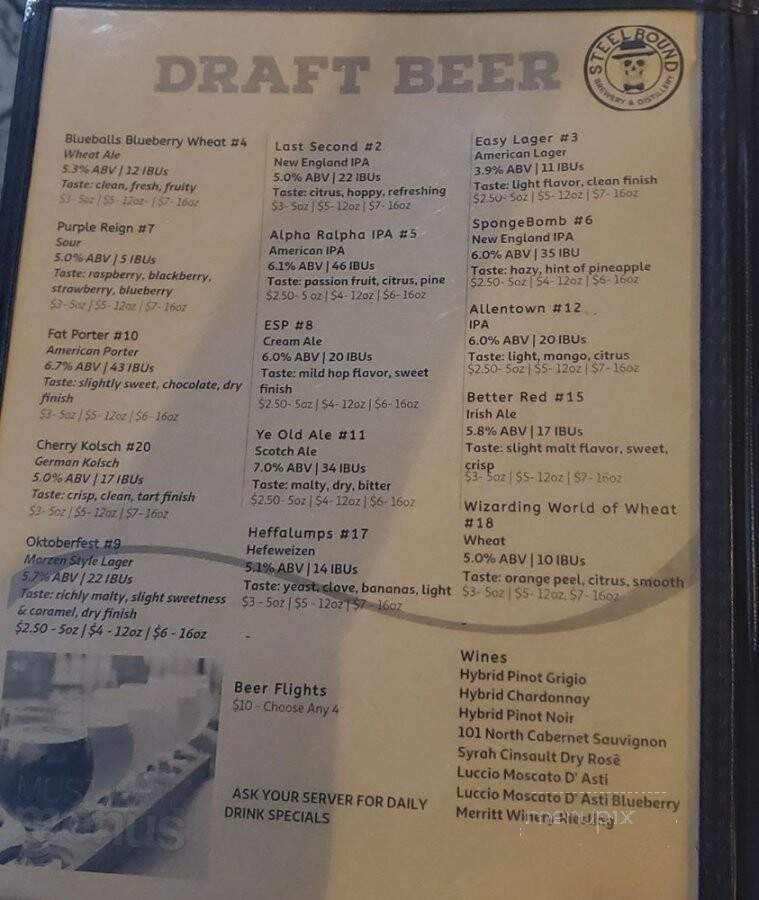 DRAFT BEER
STEELBOUND
BREWERY & DISTILLERY
Blueballs Blueberry Wheat #4
Wheat Ale
5.3% ABV | 12 IBUs
Taste: clean, fresh, fruity
$3- 5oz | $5- 12oz- | $7- 16oz
Purple Reign #7
Sour
5.0% ABV | 5 IBUs
Taste: raspberry, blackberry,
strawberry, blueberry
$3- 5oz | $5- 12oz | $7- 16oz
Fat Porter #10
American Porter
6.7% ABV | 43 IBUs
Taste: slightly sweet, chocolate, dry
finish
$3- 5oz | $5- 12oz | $6- 16oz
Cherry Kolsch #20
German Kolsch
5.0% ABV | 17 IBUs
Taste: crisp, clean, tart finish
$3- 5oz | $5- 12oz | $7- 16oz
Oktoberfest #9
Marzen Style Lager
5.7% ABV | 22 IBUs
Taste: richly malty, slight sweetness
& caramel, dry finish
$2.50 - 5oz | $4 - 12oz | $6 - 16oz
Last Second #2
New England IPA
5.0% ABV | 22 IBUs
Taste: citrus, hoppy, refreshing
$3- 5oz | $5- 12oz | $7- 16oz
Alpha Ralpha IPA #5
American IPA
6.1% ABV | 46 IBUs
Taste: passion fruit, citrus, pine
$2.50- 5 oz | $4- 12oz | $6- 16oz
ESP #8
Cream Ale
6.0% ABV | 20 IBUs
Taste: mild hop flavor, sweet
finish
$2.50- 5oz | $4- 12oz | $6- 16oz
Ye Old Ale #11
Scotch Ale
7.0% ABV | 34 IBUs
Taste: malty, dry, bitter
$2.50- 5oz | $4- 12oz | $6- 16oz
Heffalumps #17
Hefeweizen
5.1% ABV | 14 IBUs
Taste: yeast, clove, bananas, light
$3 - 5oz | $5 - 12oz | $7 - 16oz
Easy Lager #3
American Lager
3.9% ABV | 11 IBUs
Taste: light flavor, clean finish
$2.50- 5oz | $5- 12oz | $7- 16oz
SpongeBomb #6
New England IPA
6.0% ABV | 35 IBU
Taste: hazy, hint of pineapple
$2.50- 5oz | $4- 12oz | $6- 16oz
Allentown #12
IPA
6.0% ABV | 20 IBUs
Taste: light, mango, citrus
$2.50- 5oz | $5- 12oz | $7- 16oz
Better Red #15
Irish Ale
5.8% ABV | 17 IBUs
Taste: slight malt flavor, sweet,
crisp
$3- 5oz | $5- 12oz | $7- 16oz
Wizarding World of Wheat
#18
Wheat
5.0% ABV | 10 IBUs
Taste: orange peel, citrus, smooth
$3- 5oz | $5- 12oz, $7- 16oz
Beer Flights
$10 - Choose Any 4
ASK YOUR SERVER FOR DAILY
DRINK SPECIALS
Wines
Hybrid Pinot Grigio
Hybrid Chardonnay
Hybrid Pinot Noir
101 North Cabernet Sauvignon
Syrah Cinsault Dry Rosè
Luccio Moscato D' Asti
Luccio Moscato D' Asti Blueberry
Merritt Winery Riesling
menupix